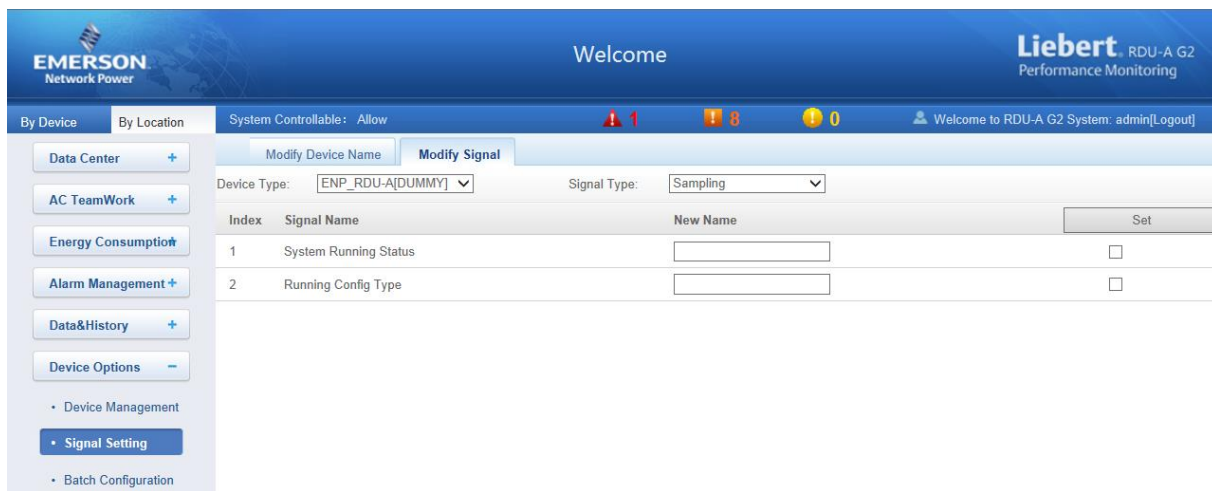 EMERSON
Network Power
Welcome
Liebert® RDU-A G2
Performance Monitoring
By Device By Location System Controllable: Allow 1 8 0 Welcome to RDU-A G2 System: admin[Logout]
Data Center +
AC TeamWork +
Energy Consumption+
Alarm Management +
Data&History +
Device Options −
• Device Management
• Signal Setting
• Batch Configuration
Modify Device Name Modify Signal
Device Type: ENP_RDU-A[DUMMY] Signal Type: Sampling
Index Signal Name New Name Set
1 System Running Status
2 Running Config Type